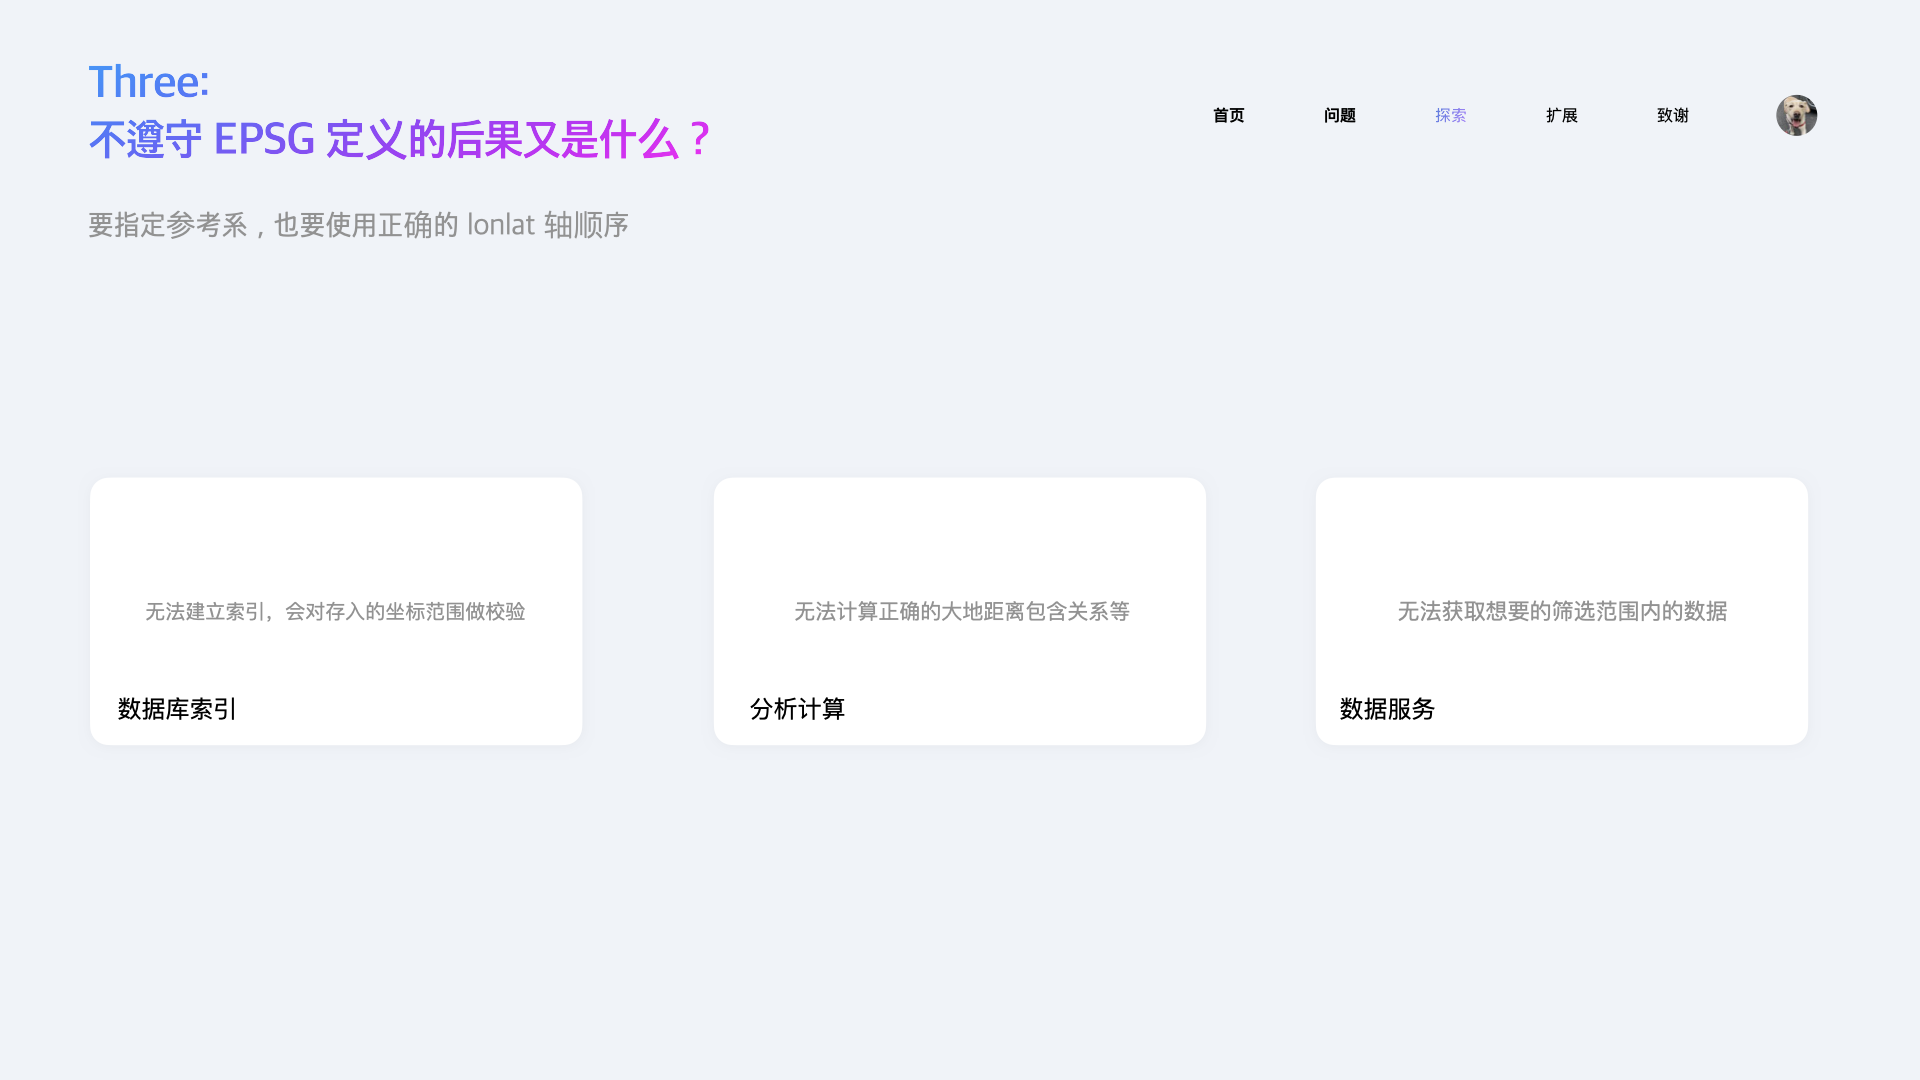 Three:
不遵守 EPSG 定义的后果又是什么？
首页
问题
探索
扩展
致谢
要指定参考系，也要使用正确的 lonlat 轴顺序
无法建立索引，会对存入的坐标范围做校验
数据库索引
无法计算正确的大地距离包含关系等
分析计算
无法获取想要的筛选范围内的数据
数据服务